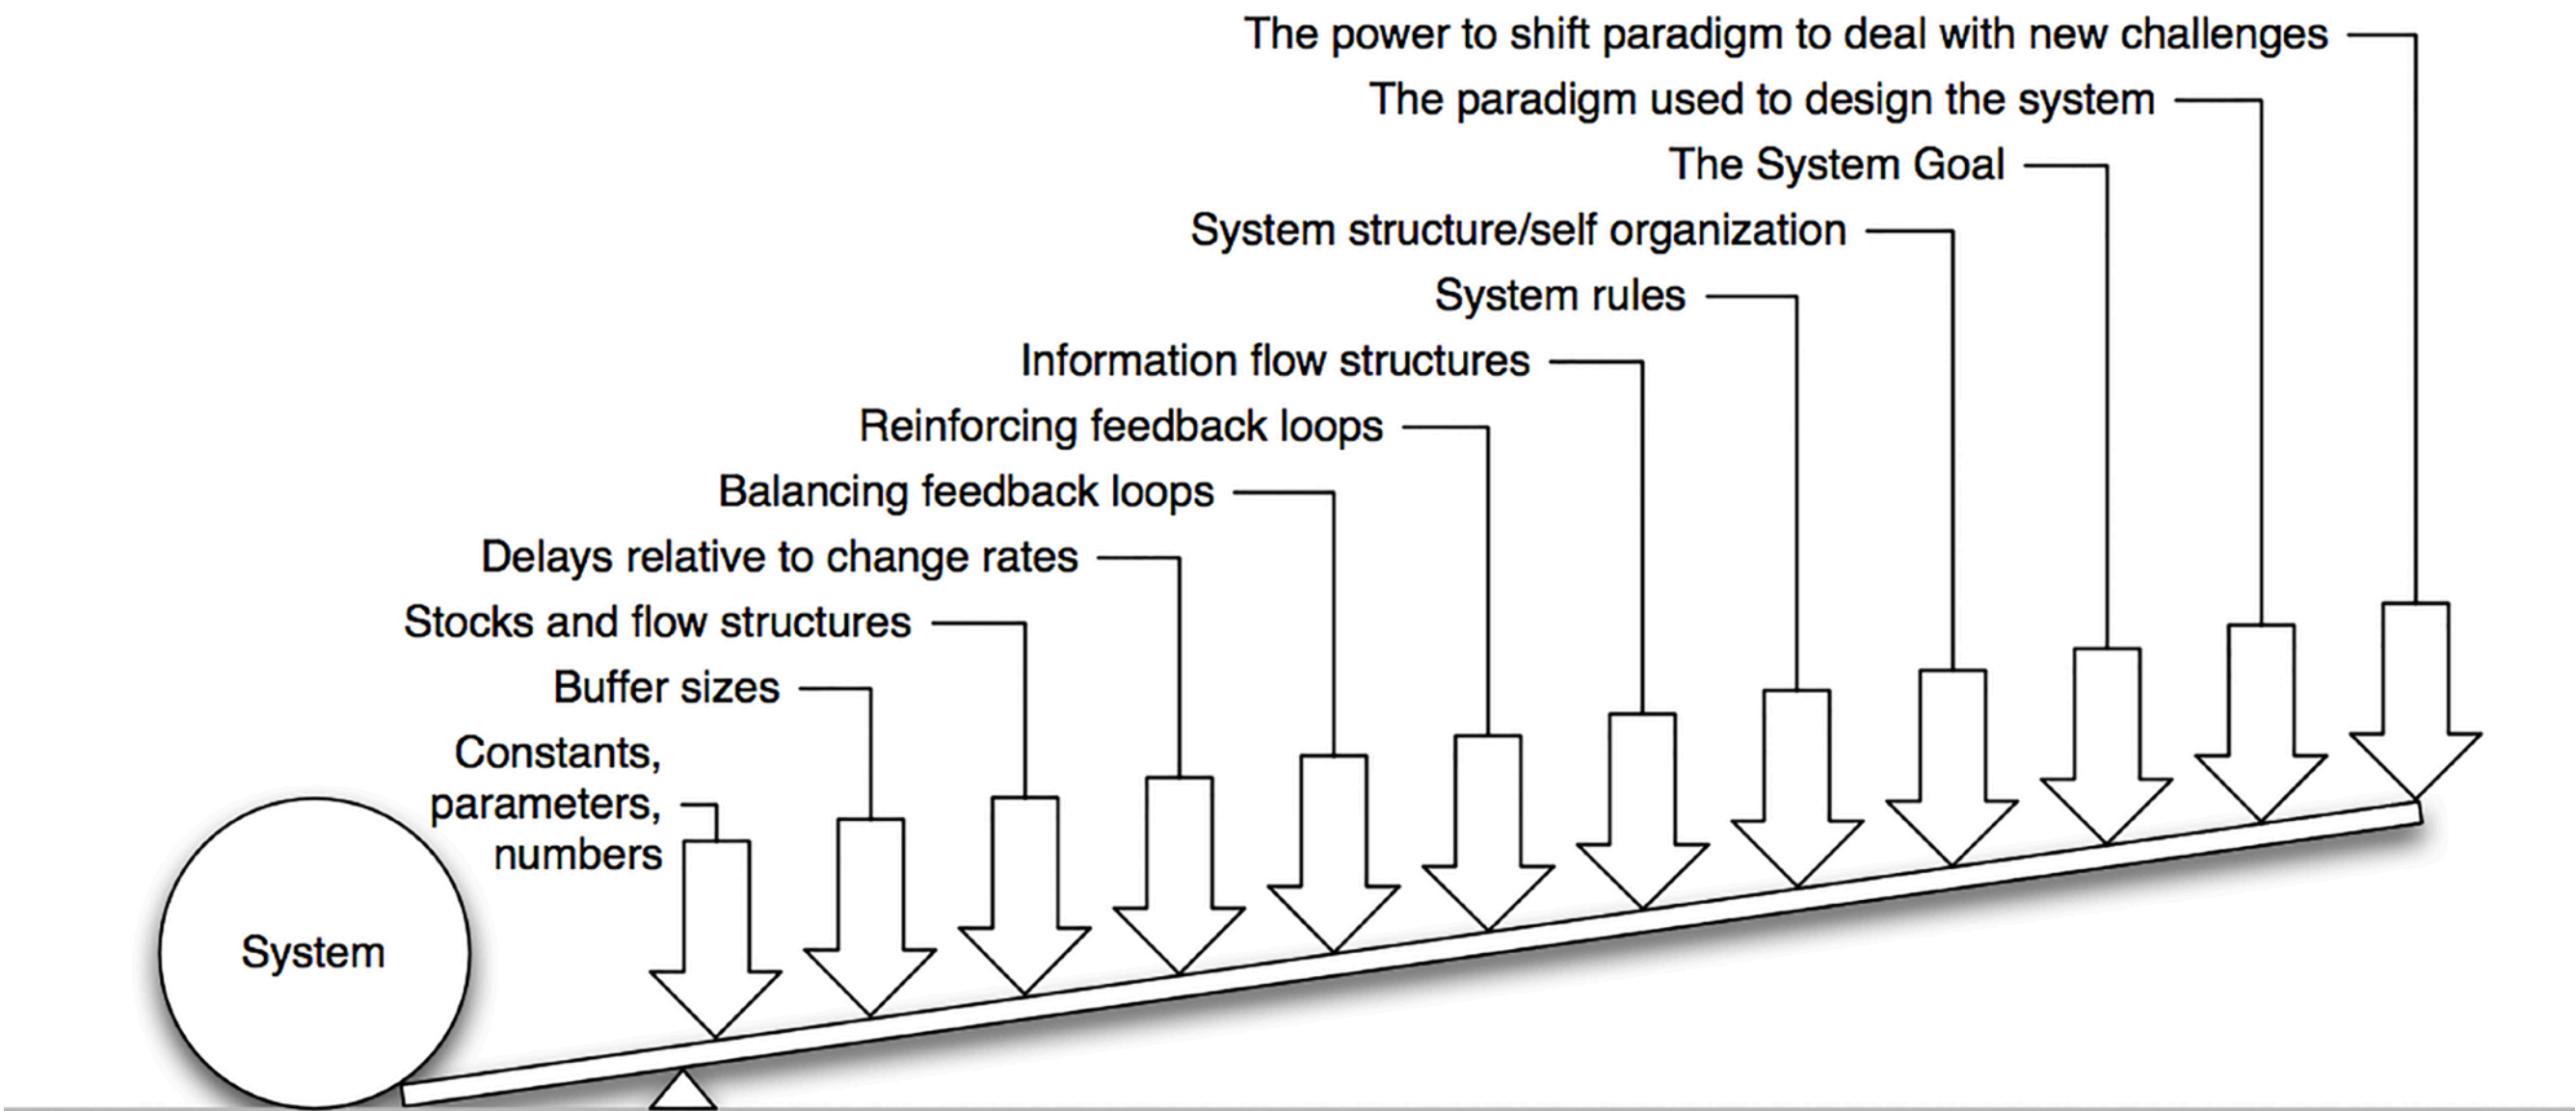 The power to shift paradigm to deal with new challenges
The paradigm used to design the system
The System Goal
System structure/self organization
System rules
Information flow structures
Reinforcing feedback loops
Balancing feedback loops
Delays relative to change rates
Stocks and flow structures
Buffer sizes
Constants,
parameters,
numbers
System